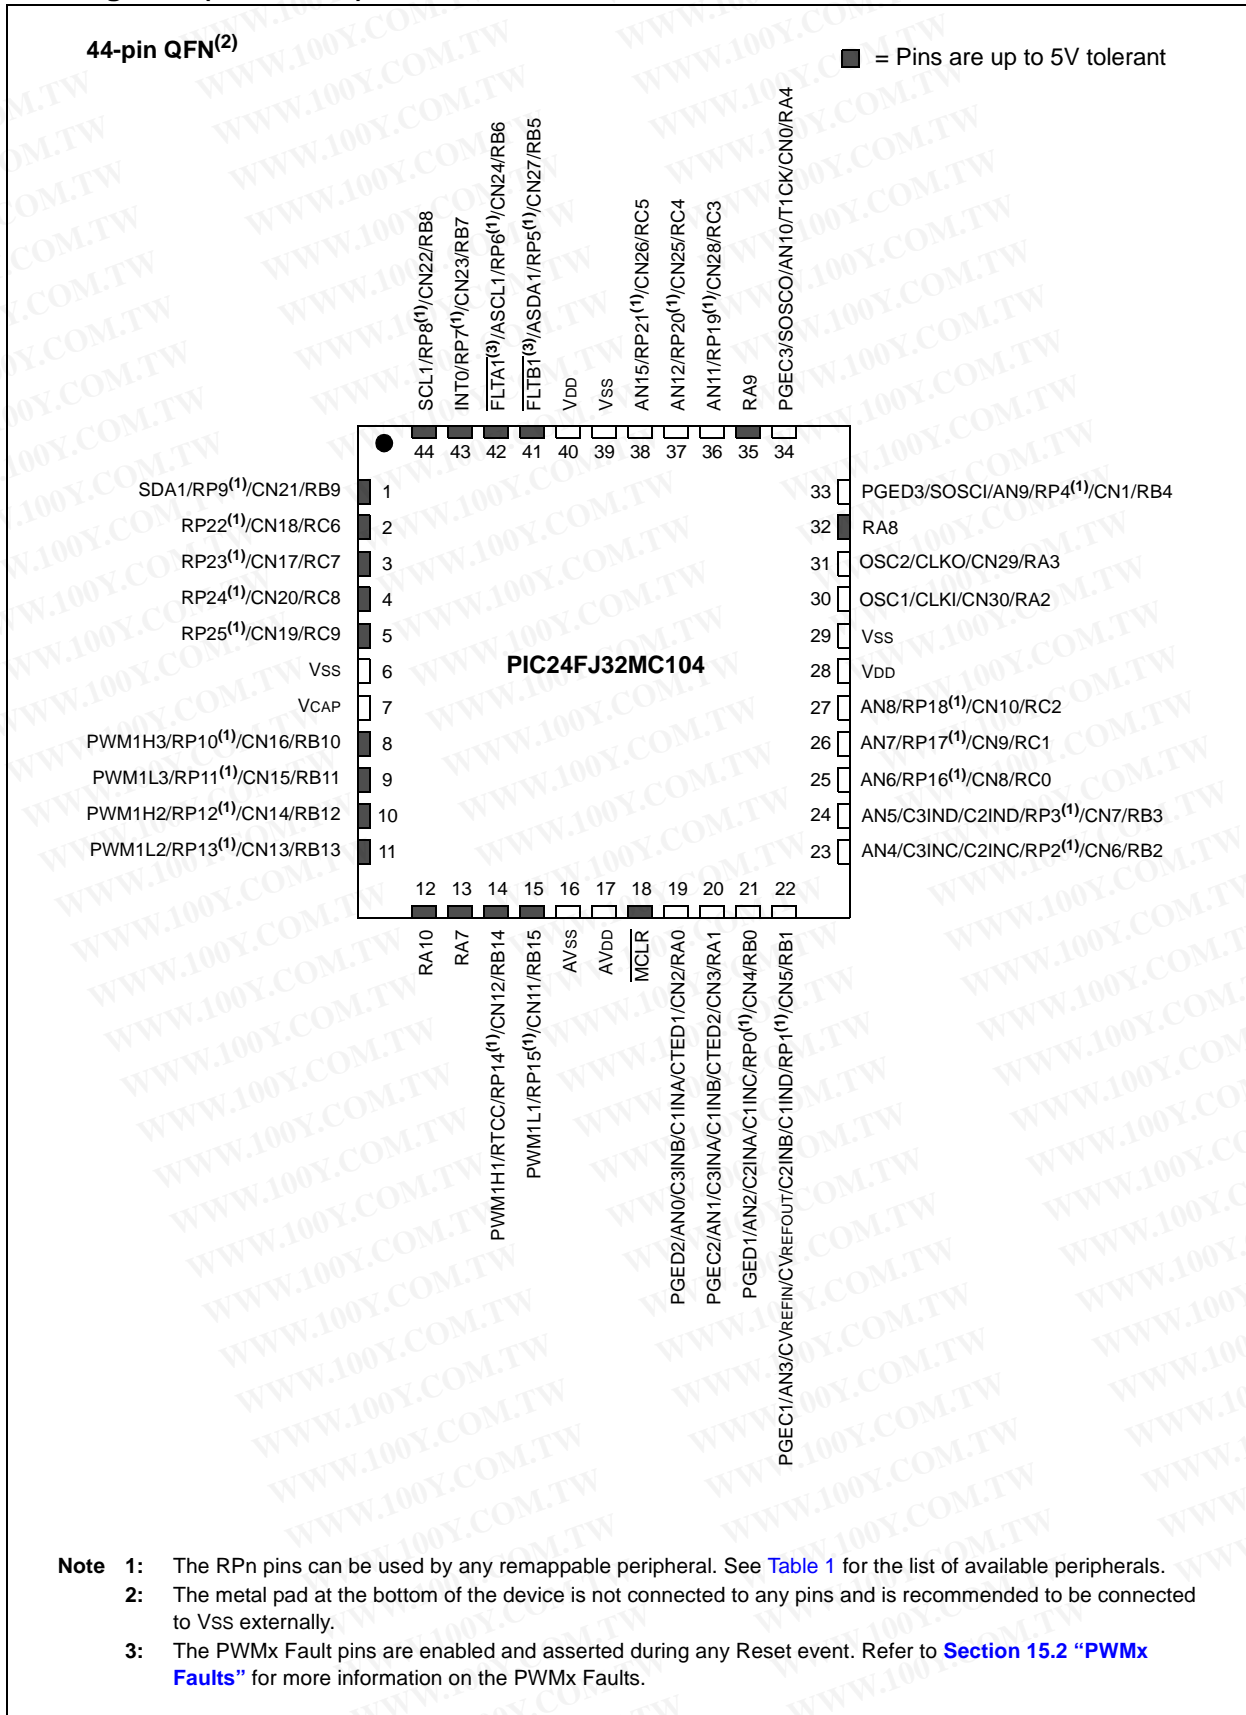 44-pin QFN(2)
= Pins are up to 5V tolerant
SCL1/RP8(1)/CN22/RB8
INT0/RP7(1)/CN23/RB7
FLTA1(3)/ASCL1/RP6(1)/CN24/RB6
FLTB1(3)/ASDA1/RP5(1)/CN27/RB5
VDD
VSS
AN15/RP21(1)/CN26/RC5
AN12/RP20(1)/CN25/RC4
AN11/RP19(1)/CN28/RC3
RA9
PGEC3/SOSCO/AN10/T1CK/CN0/RA4
44 43 42 41 40 39 38 37 36 35 34
SDA1/RP9(1)/CN21/RB9 1
RP22(1)/CN18/RC6 2
RP23(1)/CN17/RC7 3
RP24(1)/CN20/RC8 4
RP25(1)/CN19/RC9 5
VSS 6
VCAP 7
PWM1H3/RP10(1)/CN16/RB10 8
PWM1L3/RP11(1)/CN15/RB11 9
PWM1H2/RP12(1)/CN14/RB12 10
PWM1L2/RP13(1)/CN13/RB13 11
PIC24FJ32MC104
33 PGED3/SOSCI/AN9/RP4(1)/CN1/RB4
32 RA8
31 OSC2/CLKO/CN29/RA3
30 OSC1/CLKI/CN30/RA2
29 VSS
28 VDD
27 AN8/RP18(1)/CN10/RC2
26 AN7/RP17(1)/CN9/RC1
25 AN6/RP16(1)/CN8/RC0
24 AN5/C3IND/C2IND/RP3(1)/CN7/RB3
23 AN4/C3INC/C2INC/RP2(1)/CN6/RB2
12 13 14 15 16 17 18 19 20 21 22
RA10
RA7
PWM1H1/RTCC/RP14(1)/CN12/RB14
PWM1L1/RP15(1)/CN11/RB15
AVSS
AVDD
MCLR
PGED2/AN0/C3INB/C1INA/CTED1/CN2/RA0
PGEC2/AN1/C3INA/C1INB/CTED2/CN3/RA1
PGED1/AN2/C2INA/C1INC/RP0(1)/CN4/RB0
PGEC1/AN3/CVREFIN/CVREFOUT/C2INB/C1IND/RP1(1)/CN5/RB1
Note 1: The RPn pins can be used by any remappable peripheral. See Table 1 for the list of available peripherals.
2: The metal pad at the bottom of the device is not connected to any pins and is recommended to be connected
to VSS externally.
3: The PWMx Fault pins are enabled and asserted during any Reset event. Refer to Section 15.2 “PWMx
Faults” for more information on the PWMx Faults.
WWW.100Y.COM.TW